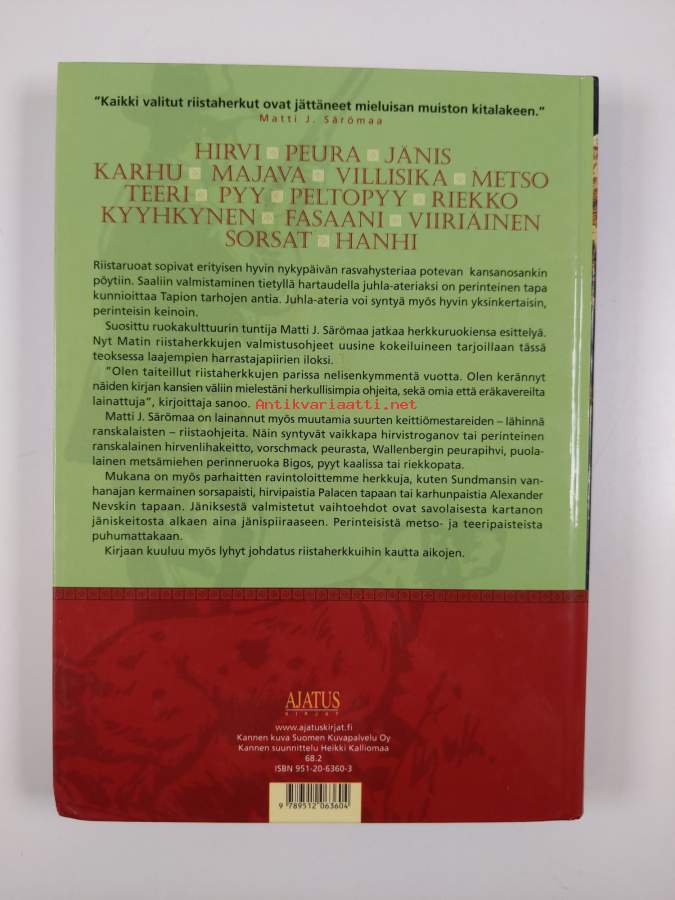 "Kaikki valitut riistaherkut ovat jättäneet mieluisan muiston kitalakeen."
Matti J. Särömaa
HIRVI PEURA JÄNIS
KARHU MAJAVA VILLISIKA METSO
TEERI PYY PELTOPYY RIEKKO
KYYHKYNEN FASAANI VIIRIÄINEN
SORSAT HANHI
Riistaruoat sopivat erityisen hyvin nykypäivän rasvahysteriaa potevan kansanosankin
pöytiin. Saaliin valmistaminen tietyllä hartaudella juhla-ateriaksi on perinteinen tapa
kunnioittaa Tapion tarhojen antia. Juhla-ateria voi syntyä myös hyvin yksinkertaisin,
perinteisin keinoin.
Suosittu ruokakulttuurin tuntija Matti J. Särömaa jatkaa herkkuruokiensa esittelyä.
Nyt Matin riistaherkkujen valmistusohjeet uusine kokeiluineen tarjoillaan tässä
teoksessa laajempien harrastajapiirien iloksi.
"Olen taiteillut riistaherkkujen parissa nelisenkymmentä vuotta. Olen kerännyt
näiden kirjan kansien väliin mielestäni herkullisimpia ohjeita, sekä omia että eräkavereilta
lainattuja", kirjoittaja sanoo.
Antikvariaatti.net
Matti J. Särömaa on lainannut myös muutamia suurten keittiömestareiden – lähinnä
ranskalaisten – riistaohjeita. Näin syntyvät vaikkapa hirvistroganov tai perinteinen
ranskalainen hirvenlihakeitto, vorschmack peurasta, Wallenbergin peurapihvi, puola-
lainen metsämiehen perinneruoka Bigos, pyyt kaalissa tai riekkopata.
Mukana on myös parhaitten ravintoloittemme herkkuja, kuten Sundmansin van-
hanajan kermainen sorsapaisti, hirvipaistia Palacen tapaan tai karhunpaistia Alexander
Nevskin tapaan. Jäniksestä valmistetut vaihtoehdot ovat savolaisesta kartanon
jäniskeitosta alkaen aina jänispiiraaseen. Perinteisistä metso- ja teeripaisteista
puhumattakaan.
Kirjaan kuuluu myös lyhyt johdatus riistaherkkuihin kautta aikojen.
AJATUS
KIRJAT
www.ajatuskirjat.fi
Kannen kuva Suomen Kuvapalvelu Oy
Kannen suunnittelu Heikki Kalliomaa
68.2
ISBN 951-20-6360-3
9 789512 063604